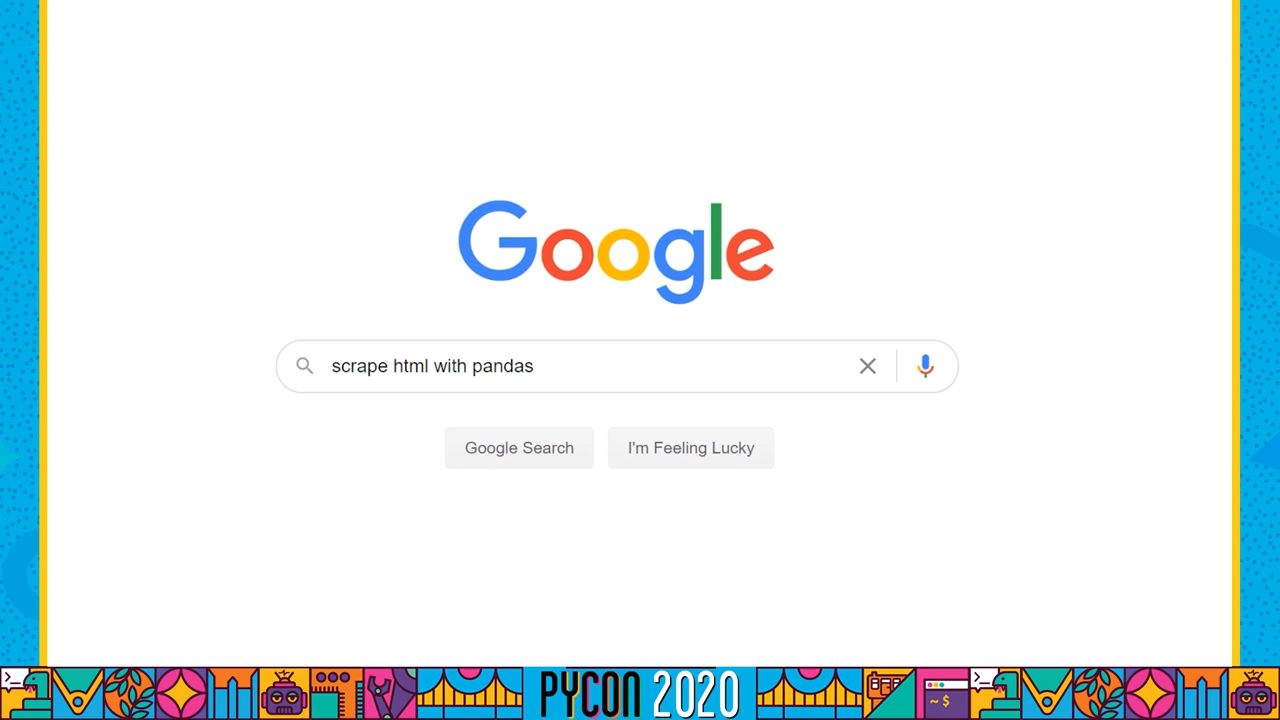 Google
scrape html with pandas
Google Search
I'm Feeling Lucky
PYCON 2020
~ $